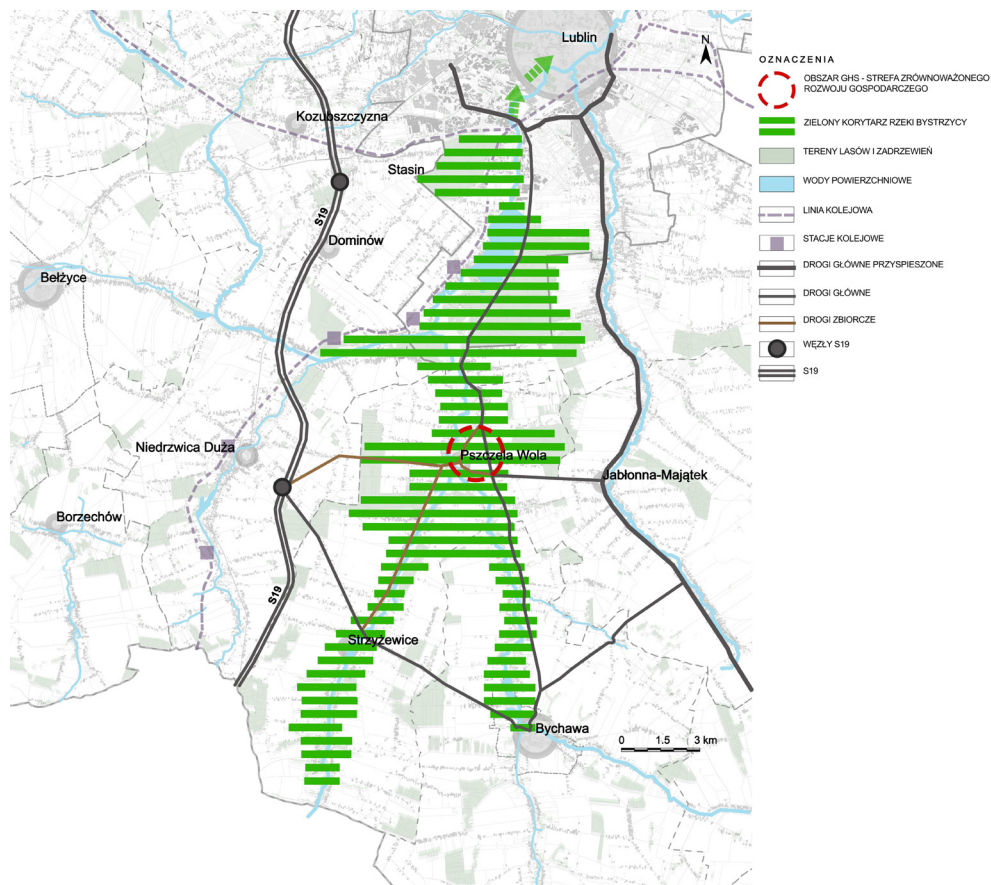 Lublin
N
Kozubszczyzna
Stasin
S19
Dominów
Bełżyce
Niedrzwica Duża
Pszczela Wola
Jabłonna-Majątek
Borzechów
S19
Strzyżewice
Bychawa
0 1.5 3 km
OZNACZENIA
OBSZAR GHS - STREFA ZRÓWNOWAŻONEGO
ROZWOJU GOSPODARCZEGO
ZIELONY KORYTARZ RZEKI BYSTRZYCY
TERENY LASÓW I ZADRZEWIEŃ
WODY POWIERZCHNIOWE
LINIA KOLEJOWA
STACJE KOLEJOWE
DROGI GŁÓWNE PRZYSPIESZONE
DROGI GŁÓWNE
DROGI ZBIORCZE
WĘZŁY S19
S19